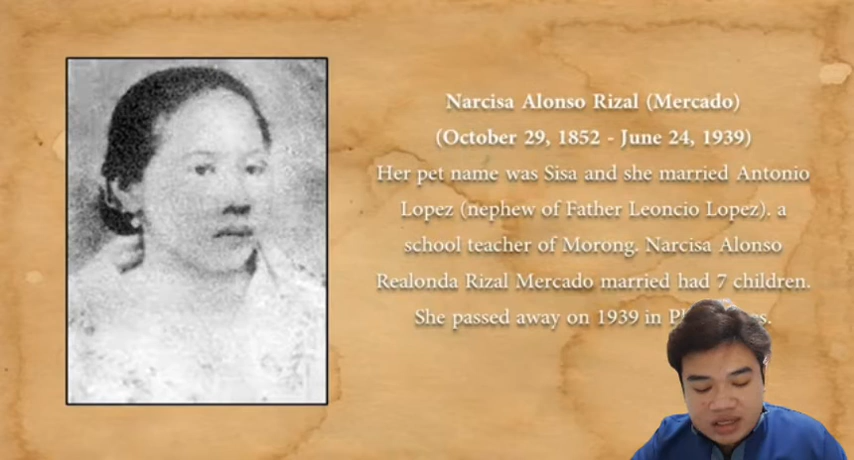 Narcisa Alonso Rizal (Mercado)
(October 29, 1852 - June 24, 1939)
Her pet name was Sisa and she married Antonio
Lopez (nephew of Father Leoncio Lopez). a
school teacher of Morong. Narcisa Alonso
Realonda Rizal Mercado married had 7 children.
She passed away on 1939 in